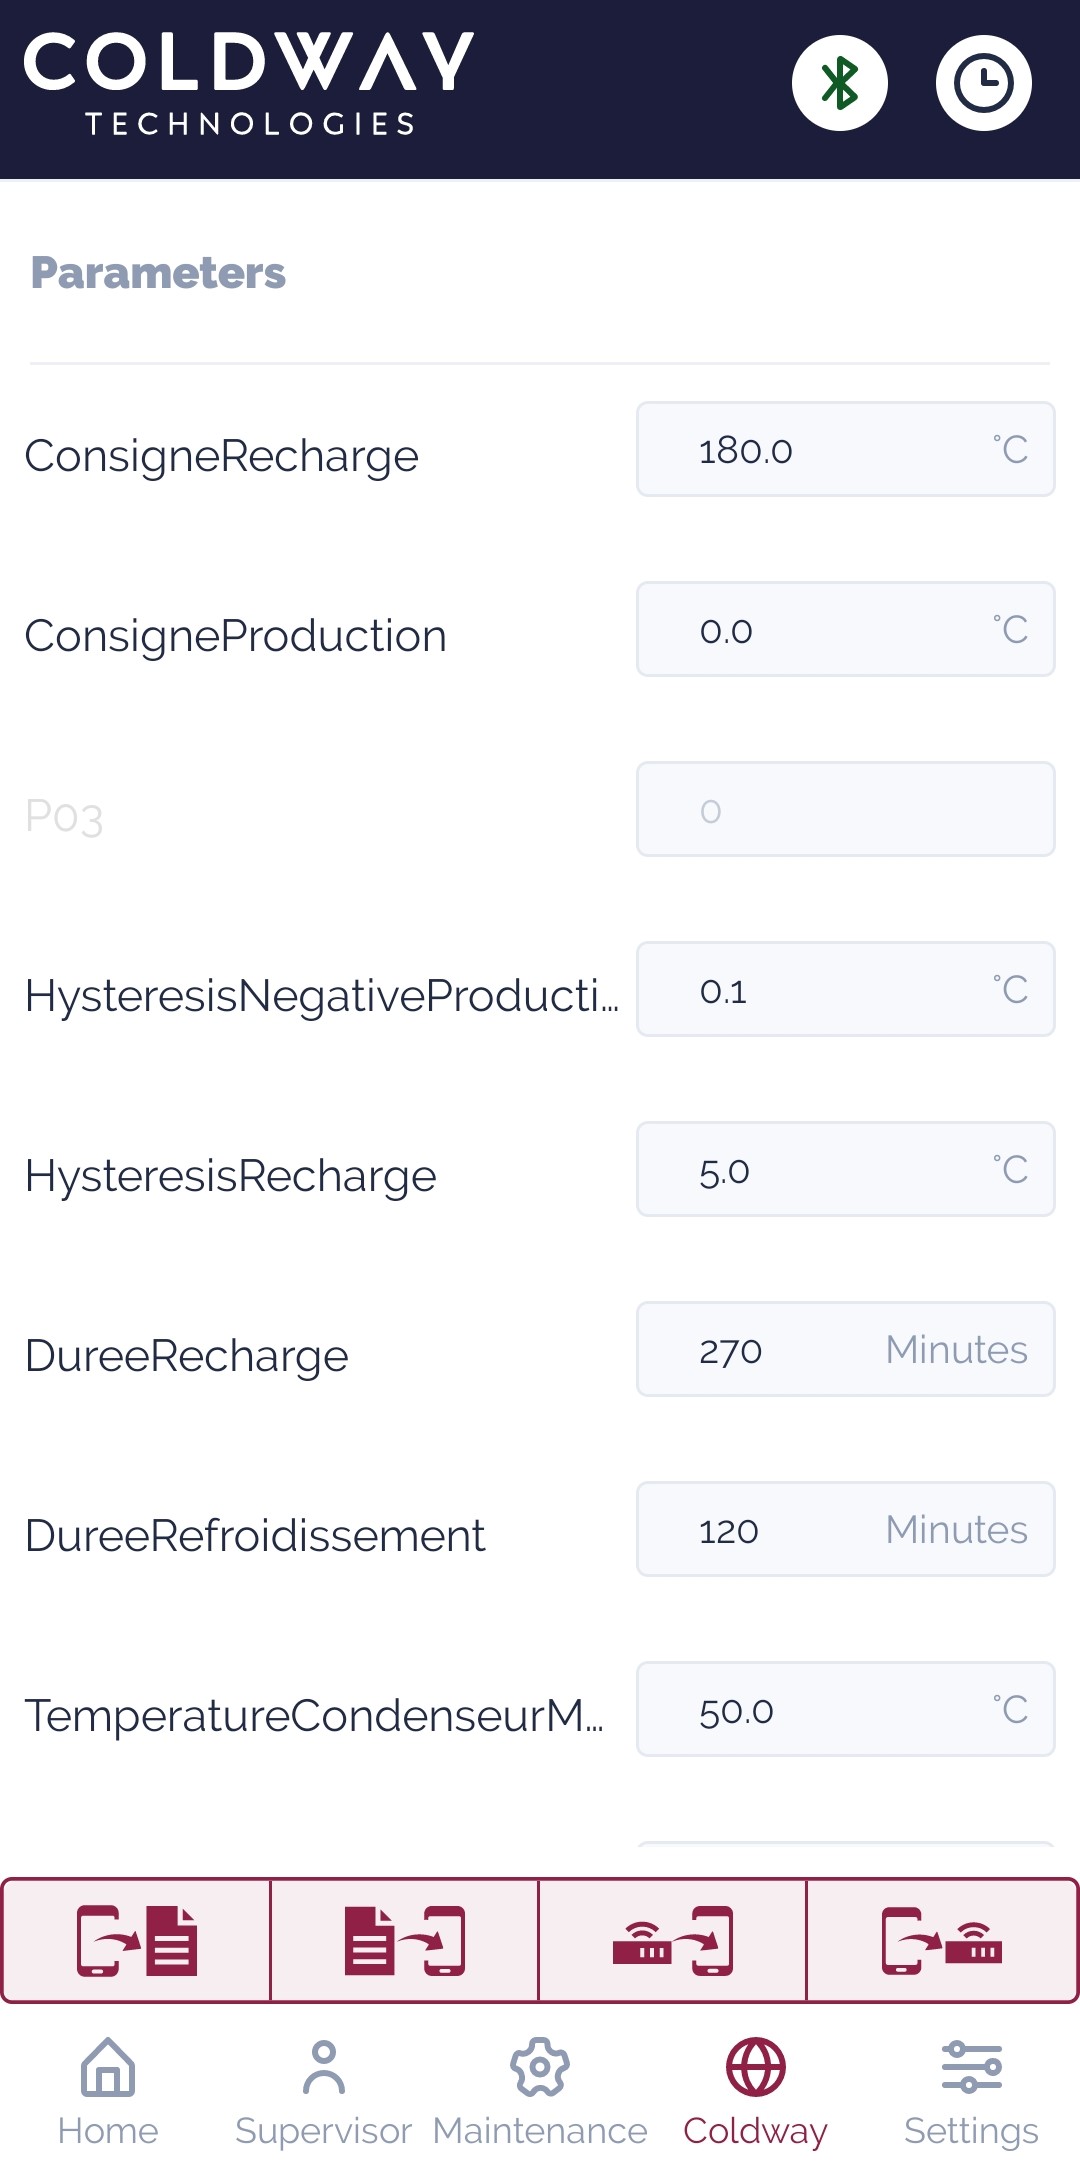 COLDWAY
TECHNOLOGIES
Parameters
ConsigneRecharge 180.0 °C
ConsigneProduction 0.0 °C
P03 0
HysteresisNegativeProducti... 0.1 °C
HysteresisRecharge 5.0 °C
DureeRecharge 270 Minutes
DureeRefroidissement 120 Minutes
TemperatureCondenseurM... 50.0 °C
Home Supervisor Maintenance Coldway Settings